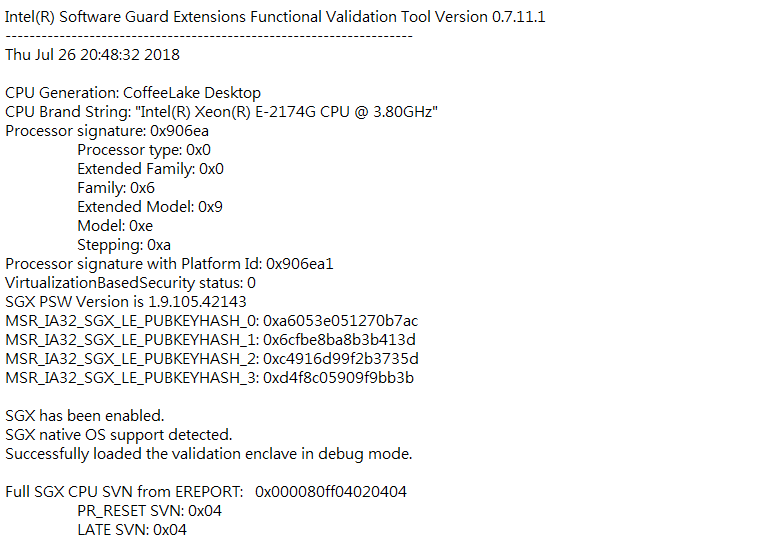 Intel(R) Software Guard Extensions Functional Validation Tool Version 0.7.11.1
--------------------------------------------------------------------
Thu Jul 26 20:48:32 2018
CPU Generation: CoffeeLake Desktop
CPU Brand String: "Intel(R) Xeon(R) E-2174G CPU @ 3.80GHz"
Processor signature: 0x906ea
Processor type: 0x0
Extended Family: 0x0
Family: 0x6
Extended Model: 0x9
Model: 0xe
Stepping: 0xa
Processor signature with Platform Id: 0x906ea1
VirtualizationBasedSecurity status: 0
SGX PSW Version is 1.9.105.42143
MSR_IA32_SGX_LE_PUBKEYHASH_0: 0xa6053e051270b7ac
MSR_IA32_SGX_LE_PUBKEYHASH_1: 0x6cfbe8ba8b3b413d
MSR_IA32_SGX_LE_PUBKEYHASH_2: 0xc4916d99f2b3735d
MSR_IA32_SGX_LE_PUBKEYHASH_3: 0xd4f8c05909f9bb3b
SGX has been enabled.
SGX native OS support detected.
Successfully loaded the validation enclave in debug mode.
Full SGX CPU SVN from EREPORT: 0x000080ff04020404
PR_RESET SVN: 0x04
LATE SVN: 0x04